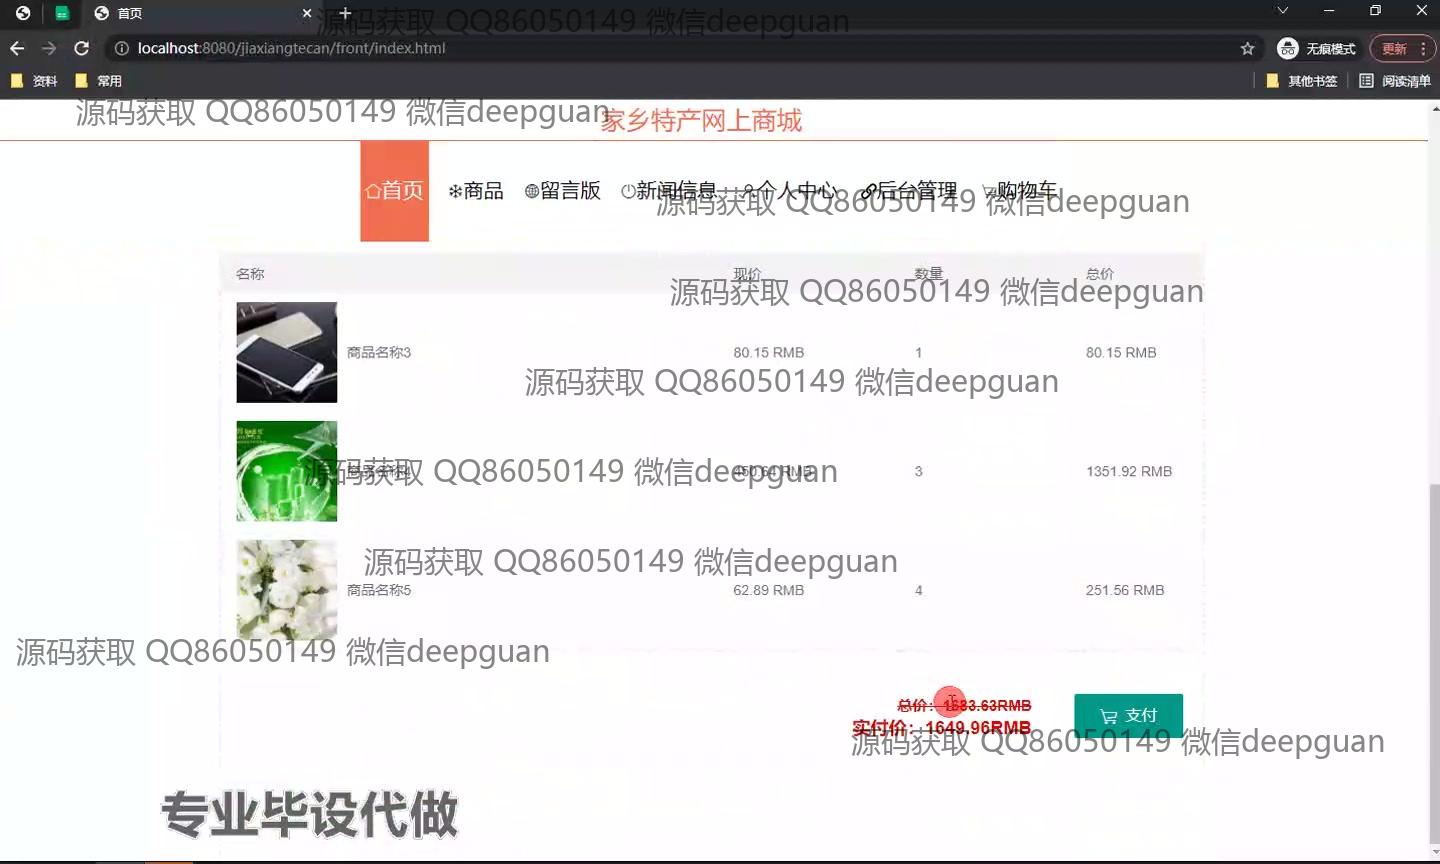 首页
源码获取 QQ86050149 微信deepguan
localhost:8080/jiaxiangtecan/front/index.html
无痕模式
更新
资料
常用
其他书签
阅读清单
源码获取 QQ86050149 微信deepguan
家乡特产网上商城
首页
商品
留言版
新闻信息
个人中心
后台管理
购物车
源码获取 QQ86050149 微信deepguan
名称
现价
数量
总价
源码获取 QQ86050149 微信deepguan
商品名称3
80.15 RMB
1
80.15 RMB
源码获取 QQ86050149 微信deepguan
源码获取 QQ86050149 微信deepguan
450.64 RMB
3
1351.92 RMB
源码获取 QQ86050149 微信deepguan
商品名称5
62.89 RMB
4
251.56 RMB
源码获取 QQ86050149 微信deepguan
总价：1683.63RMB
实付价：1649.96RMB
支付
源码获取 QQ86050149 微信deepguan
专业毕设代做